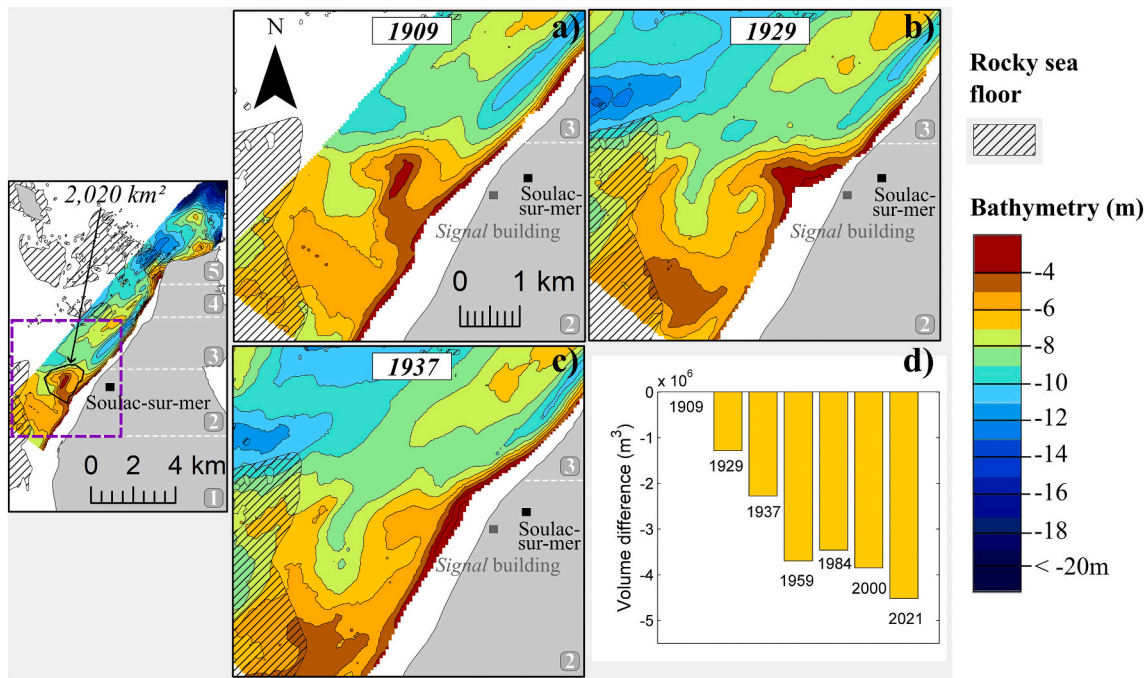 2,020 km²
5
4
3
Soulac-sur-mer
2
0 2 4 km
1
1909
a)
N
3
Soulac-
sur-mer
Signal building
0 1 km
2
1929
b)
3
Soulac-
sur-mer
Signal building
2
1937
c)
3
Soulac-
sur-mer
Signal building
2
d)
x 10⁶
0
-1
-2
-3
-4
-5
Volume difference (m³)
1909
1929
1937
1959
1984
2000
2021
Rocky sea
floor
Bathymetry (m)
-4
-6
-8
-10
-12
-14
-16
-18
< -20m